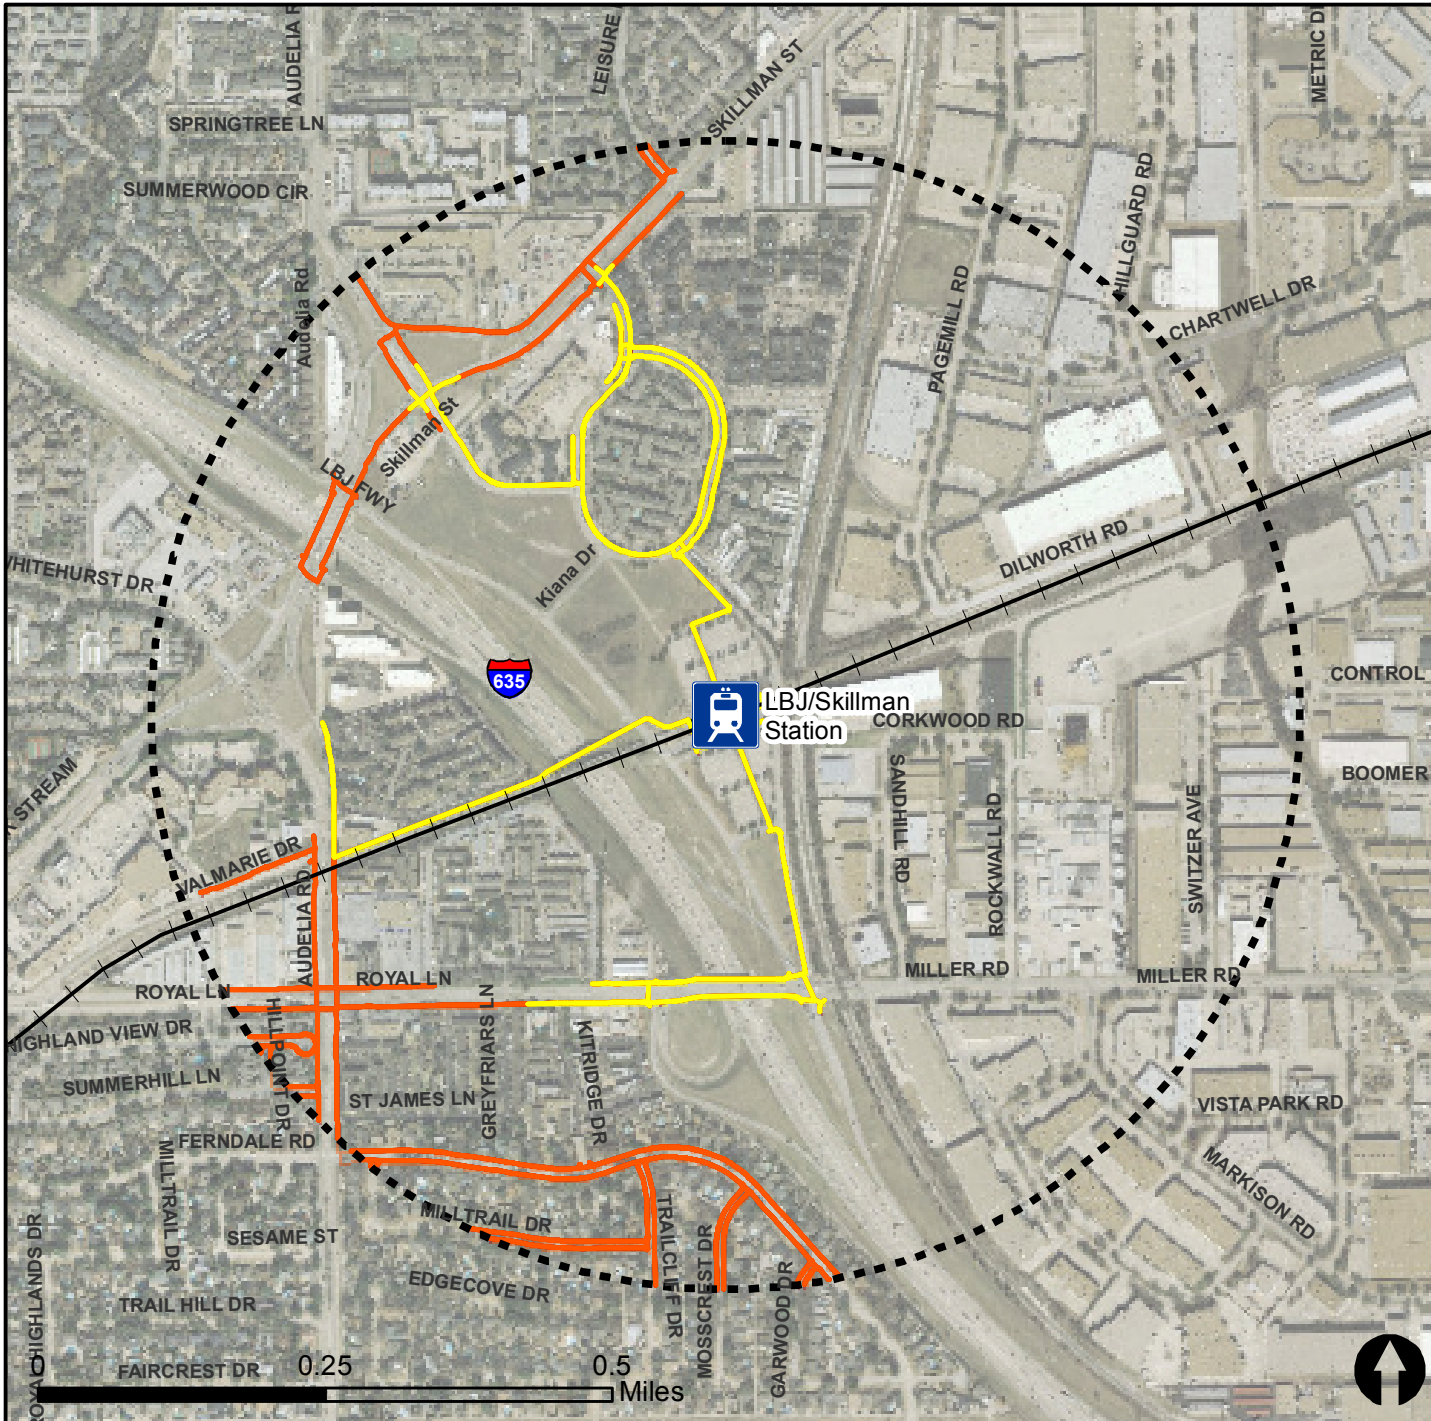 AUDELIA R
LEISURE
SKILLMAN ST
METRIC DR
SPRINGTREE LN
SUMMERWOOD CIR
HILLGUARD RD
Audelia Rd
PAGEMILL RD
CHARTWELL DR
Skillman St
LBJ FWY
DILWORTH RD
WHITEHURST DR
Kiana Dr
635
LBJ/Skillman
Station
CORKWOOD RD
CONTROL
BOOMER
STREAM
SANDHILL RD
ROCKWALL RD
SWITZER AVE
VALMARIE DR
AUDELIA RD
ROYAL LN
ROYAL LN
MILLER RD
MILLER RD
HIGHLAND VIEW DR
HILLPOINT DR
GREYFRIARS LN
KITRIDGE DR
SUMMERHILL LN
ST JAMES LN
VISTA PARK RD
FERNDALE RD
MILLTRAIL DR
MARKISON RD
SESAME ST
MILLTRAIL DR
TRAILCLIFF DR
MOSSCREST DR
GARWOOD DR
EDGECOVE DR
TRAIL HILL DR
ROYAL HIGHLANDS DR
FAIRCREST DR
0 0.25 0.5
Miles